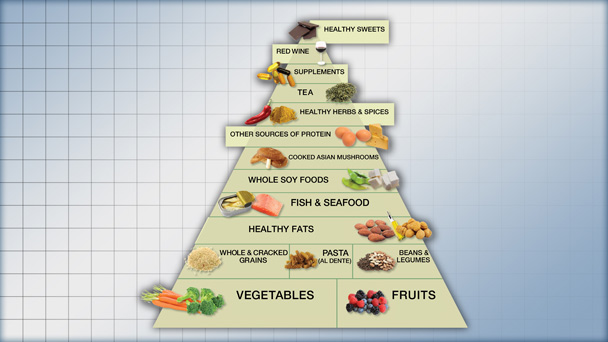 HEALTHY SWEETS
RED WINE
SUPPLEMENTS
TEA
HEALTHY HERBS & SPICES
OTHER SOURCES OF PROTEIN
COOKED ASIAN MUSHROOMS
WHOLE SOY FOODS
FISH & SEAFOOD
HEALTHY FATS
WHOLE & CRACKED
GRAINS
PASTA
(AL DENTE)
BEANS &
LEGUMES
VEGETABLES
FRUITS